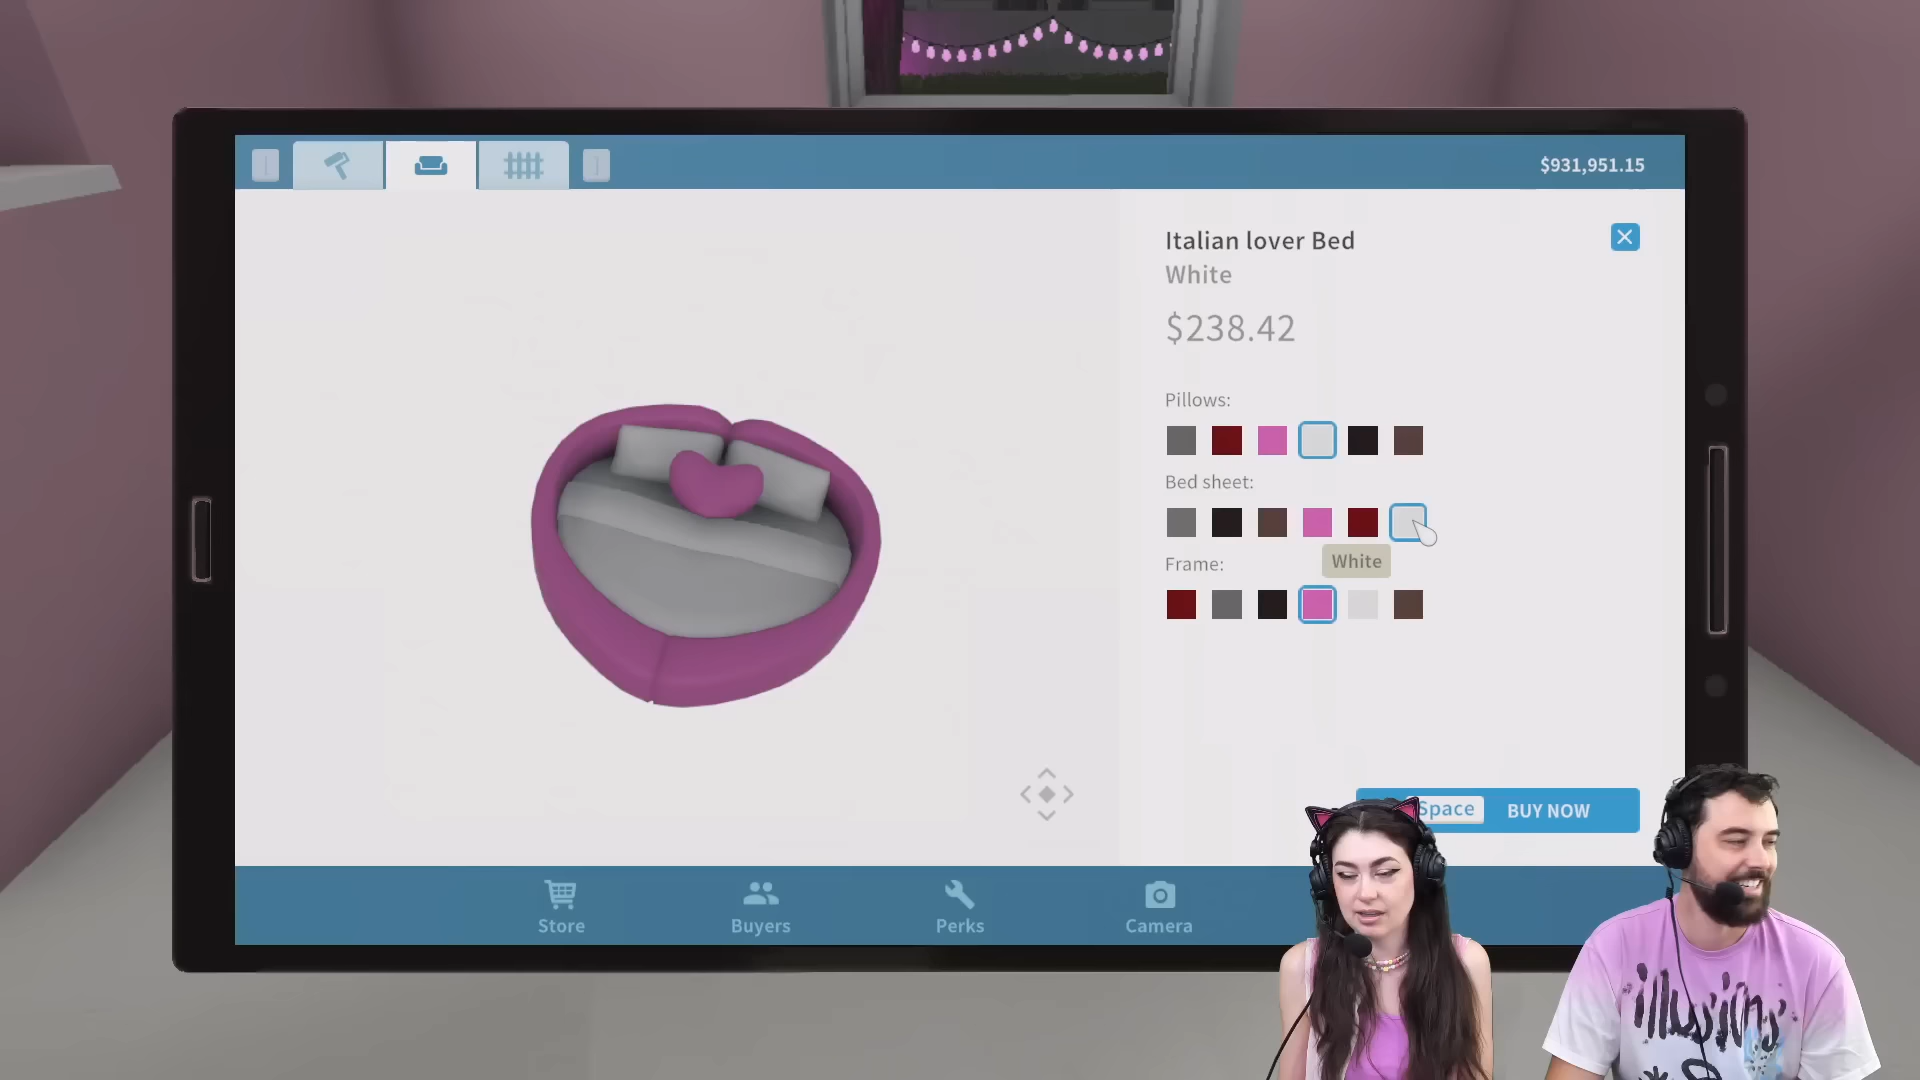 $931,951.15
Italian lover Bed
White
$238.42
Pillows:
Bed sheet:
White
Frame:
Space BUY NOW
Store
Buyers
Perks
Camera
illusions